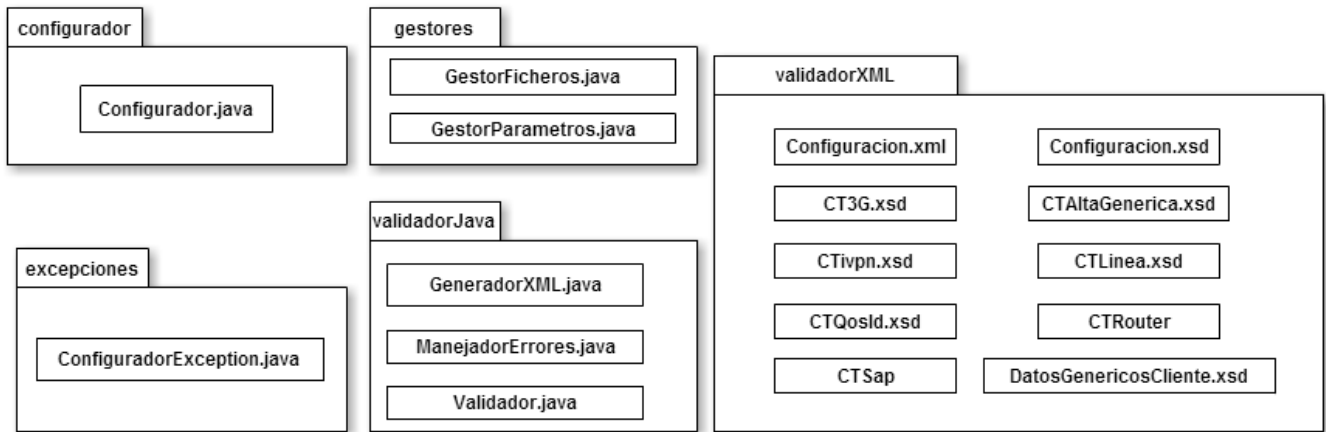 configurador
Configurador.java
gestores
GestorFicheros.java
GestorParametros.java
validadorXML
Configuracion.xml
Configuracion.xsd
CT3G.xsd
CTAltaGenerica.xsd
CTivpn.xsd
CTLinea.xsd
CTQosId.xsd
CTRouter
CTSap
DatosGenericosCliente.xsd
excepciones
ConfiguradorException.java
validadorJava
GeneradorXML.java
ManejadorErrores.java
Validador.java